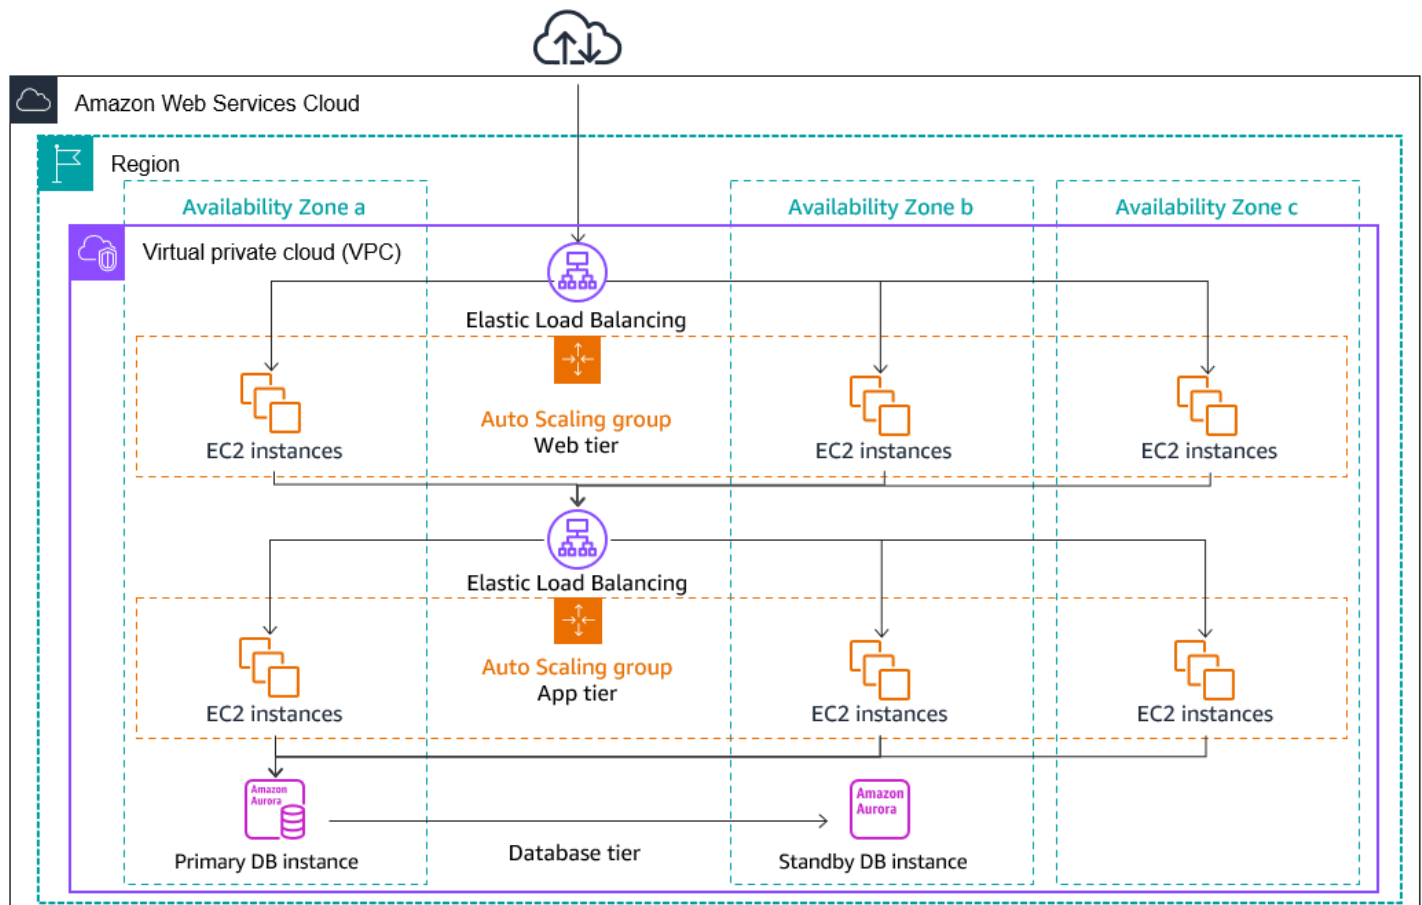 Amazon Web Services Cloud
Region
Availability Zone a
Availability Zone b
Availability Zone c
Virtual private cloud (VPC)
Elastic Load Balancing
Auto Scaling group
Web tier
EC2 instances
EC2 instances
EC2 instances
Elastic Load Balancing
Auto Scaling group
App tier
EC2 instances
EC2 instances
EC2 instances
Amazon
Aurora
Primary DB instance
Database tier
Amazon
Aurora
Standby DB instance